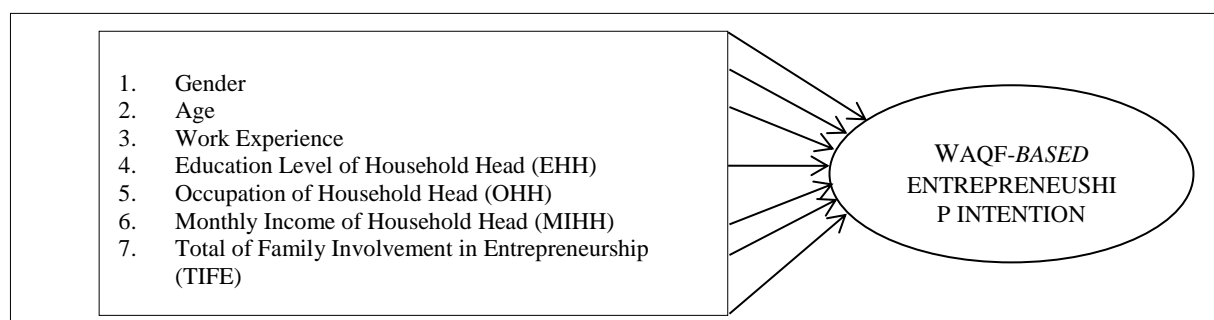 1. Gender
2. Age
3. Work Experience
4. Education Level of Household Head (EHH)
5. Occupation of Household Head (OHH)
6. Monthly Income of Household Head (MIHH)
7. Total of Family Involvement in Entrepreneurship
(TIFE)
WAQF-BASED
ENTREPRENEUSHI
P INTENTION